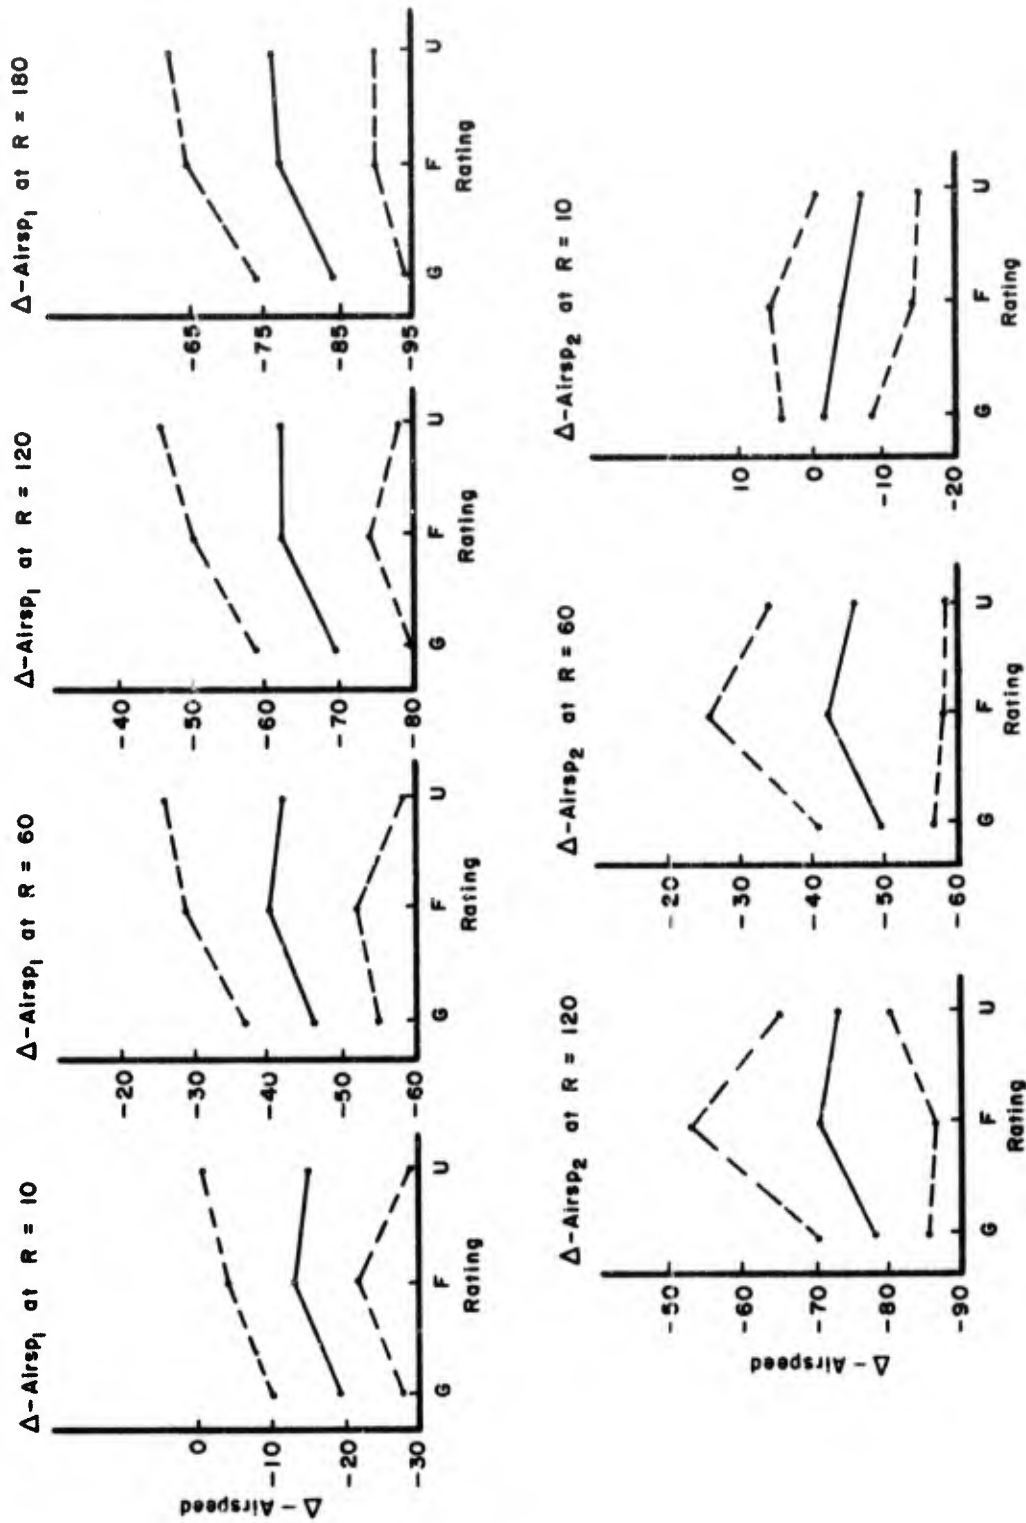 Δ-Airsp₁ at R = 10
Δ - Airspeed
0
-10
-20
-30
G F U
Rating
Δ-Airsp₁ at R = 60
-20
-30
-40
-50
-60
G F U
Rating
Δ-Airsp₁ at R = 120
-40
-50
-60
-70
-80
G F U
Rating
Δ-Airsp₁ at R = 180
-65
-75
-85
-95
G F U
Rating
Δ-Airsp₂ at R = 120
Δ - Airspeed
-50
-60
-70
-80
-90
G F U
Rating
Δ-Airsp₂ at R = 60
-20
-30
-40
-50
-60
G F U
Rating
Δ-Airsp₂ at R = 10
10
0
-10
-20
G F U
Rating